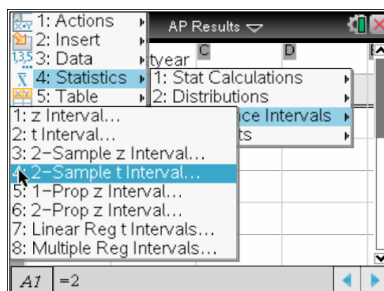 1: Actions
2: Insert
3: Data
4: Statistics
5: Table
AP Results
tyear
C
D
1: Stat Calculations
2: Distributions
ce Intervals
ts
1: z Interval...
2: t Interval...
3: 2-Sample z Interval...
4: 2-Sample t Interval...
5: 1-Prop z Interval...
6: 2-Prop z Interval...
7: Linear Reg t Intervals...
8: Multiple Reg Intervals...
A1
=2